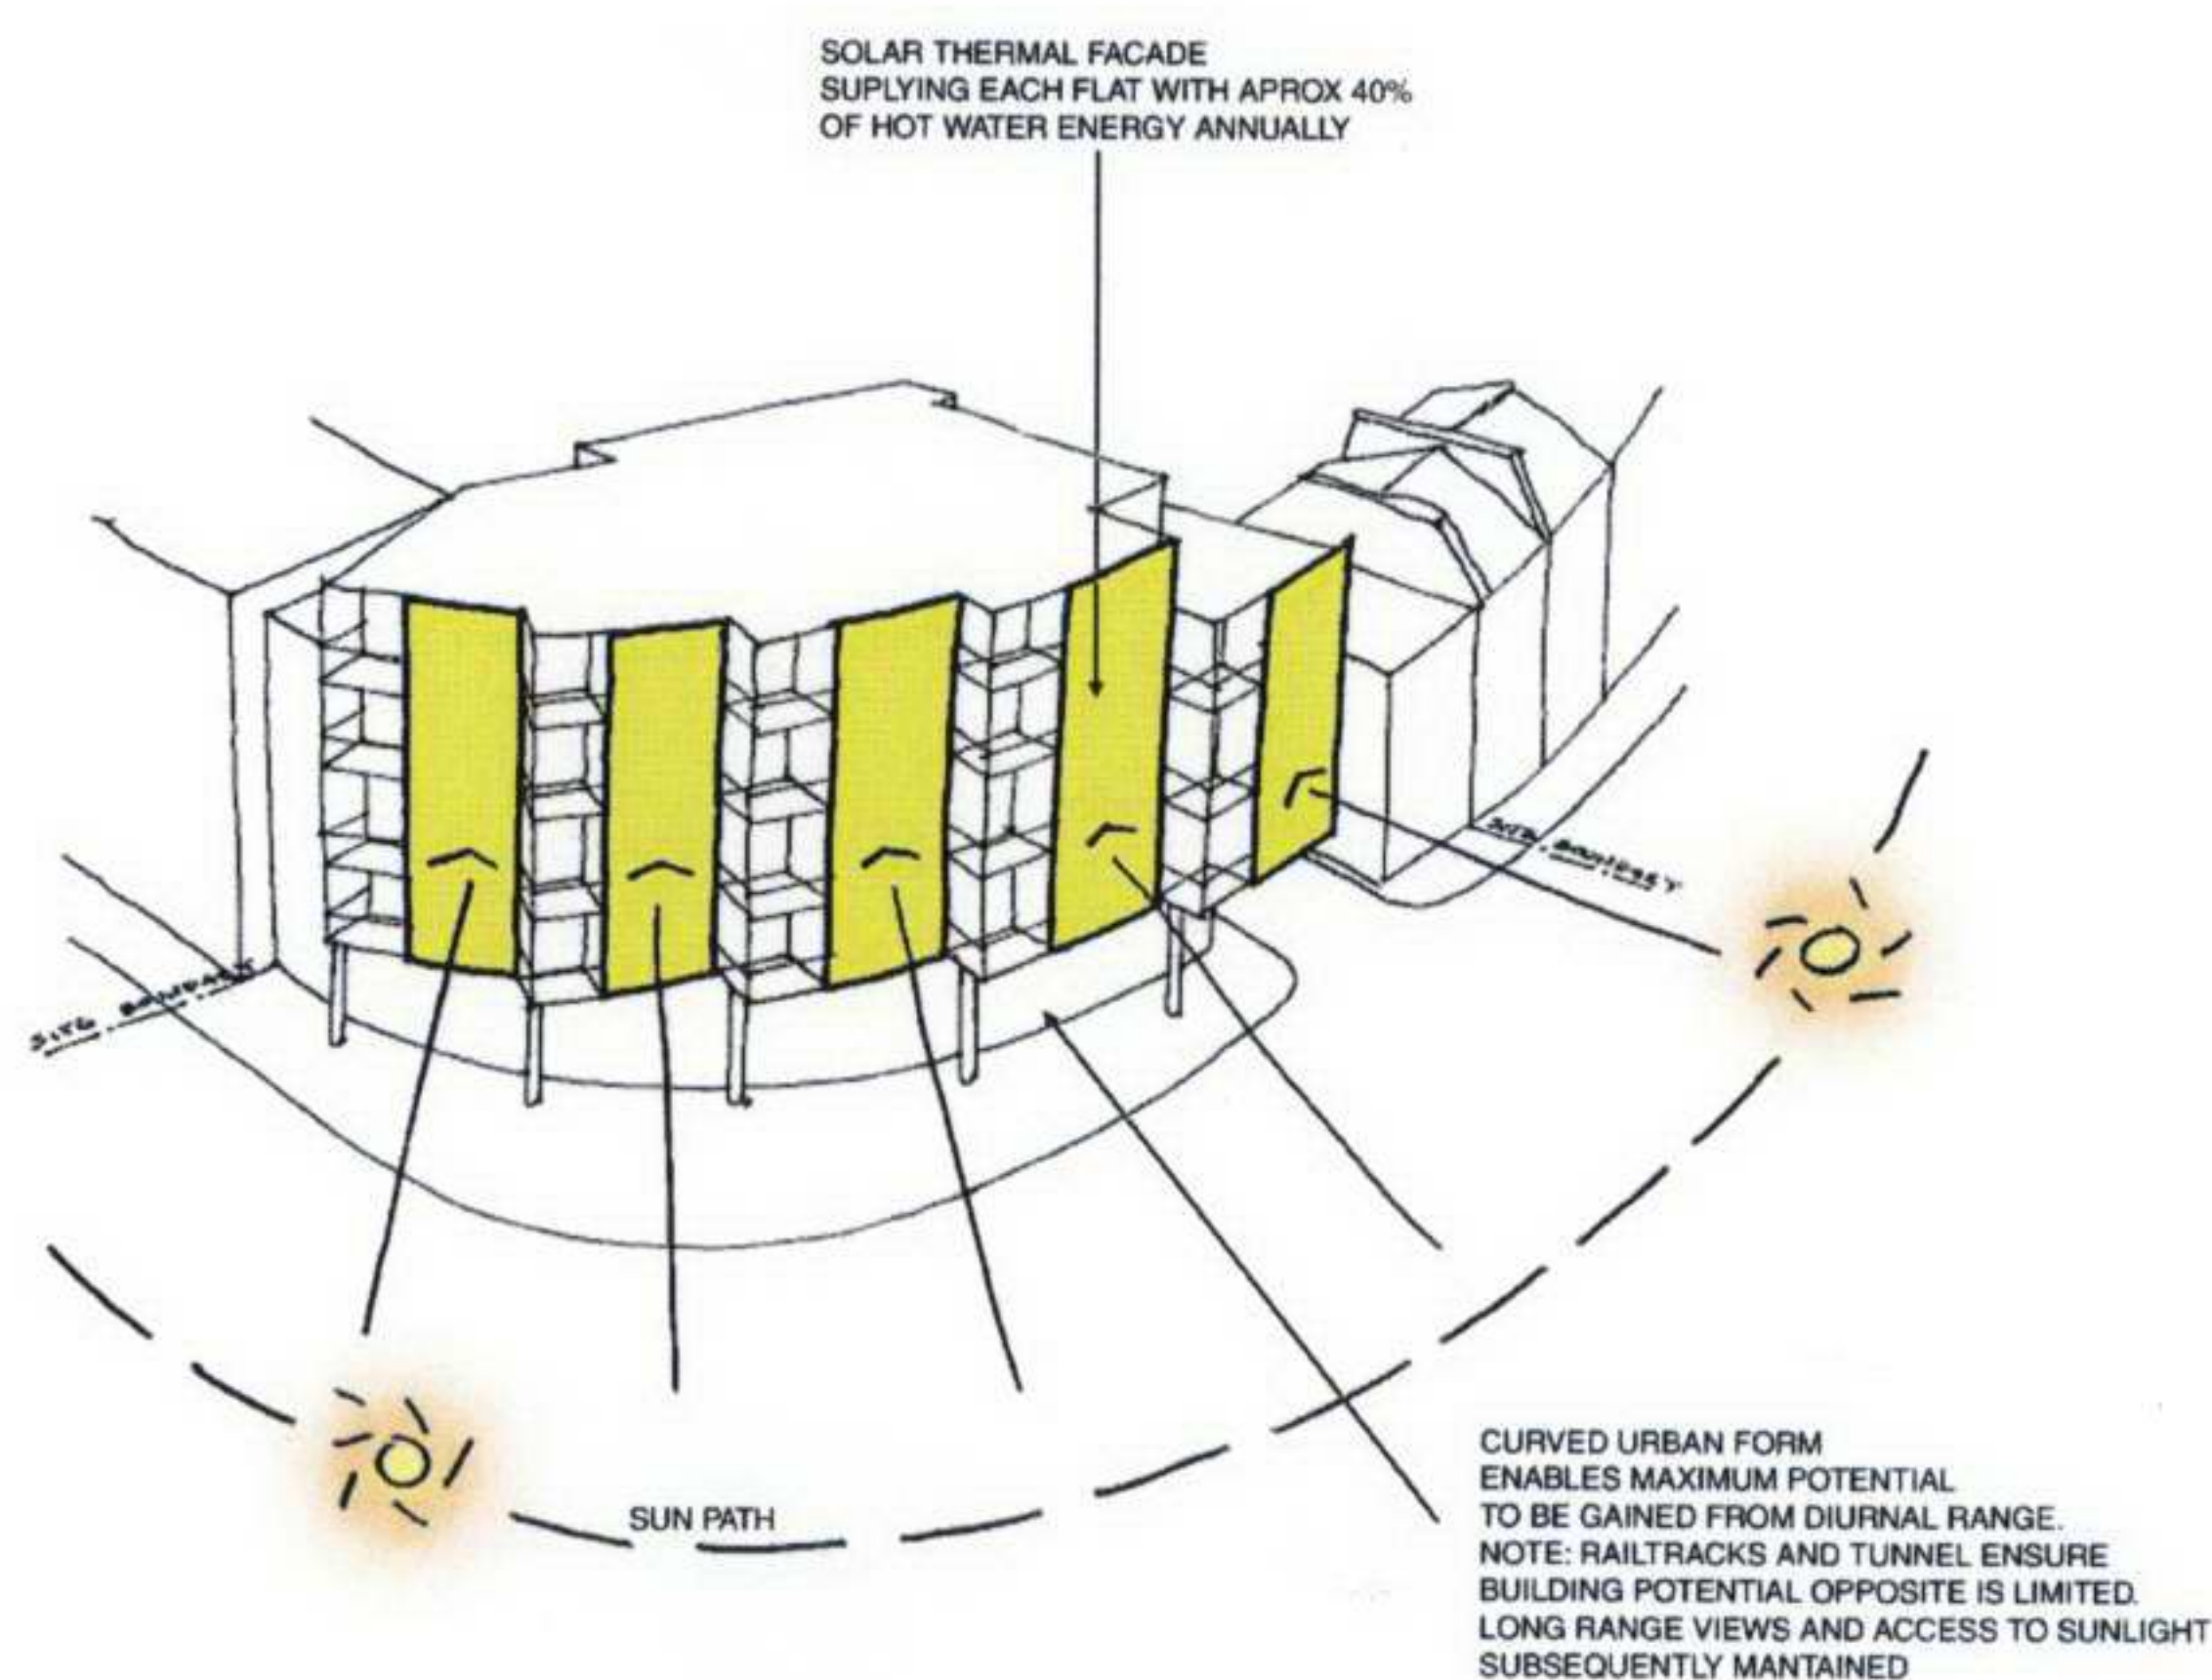 SOLAR THERMAL FACADE
SUPLYING EACH FLAT WITH APROX 40%
OF HOT WATER ENERGY ANNUALLY
SITE BOUNDARY
SITE BOUNDARY
SUN PATH
CURVED URBAN FORM
ENABLES MAXIMUM POTENTIAL
TO BE GAINED FROM DIURNAL RANGE.
NOTE: RAILTRACKS AND TUNNEL ENSURE
BUILDING POTENTIAL OPPOSITE IS LIMITED.
LONG RANGE VIEWS AND ACCESS TO SUNLIGHT
SUBSEQUENTLY MANTAINED